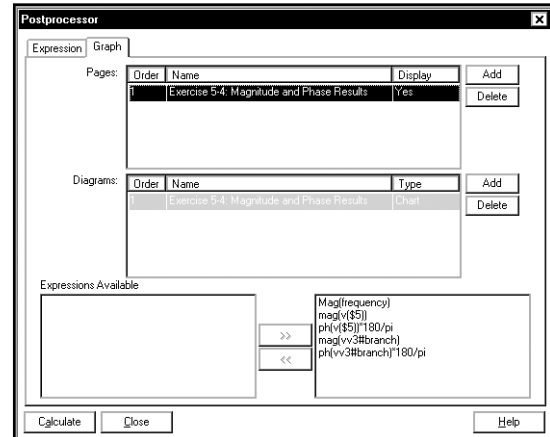 Postprocessor
Expression Graph
Pages:
Order Name Display
1 Exercise 5-4: Magnitude and Phase Results Yes
Add
Delete
Diagrams:
Order Name Type
1 Exercise 5-4: Magnitude and Phase Results Chart
Add
Delete
Expressions Available
>>
<<
Mag(frequency)
mag(v($5))
ph(v($5))*180/pi
mag(vv3#branch)
ph(vv3#branch)*180/pi
Calculate Close Help